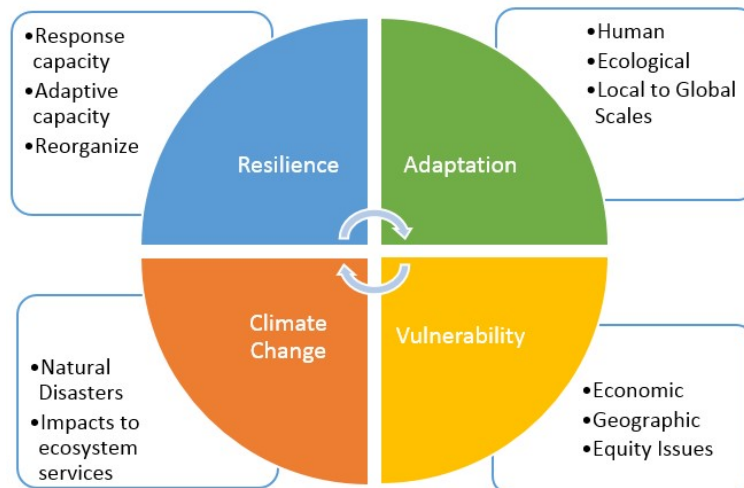 •Response
capacity
•Adaptive
capacity
•Reorganize
•Human
•Ecological
•Local to Global
Scales
Resilience
Adaptation
Climate
Change
Vulnerability
•Natural
Disasters
•Impacts to
ecosystem
services
•Economic
•Geographic
•Equity Issues